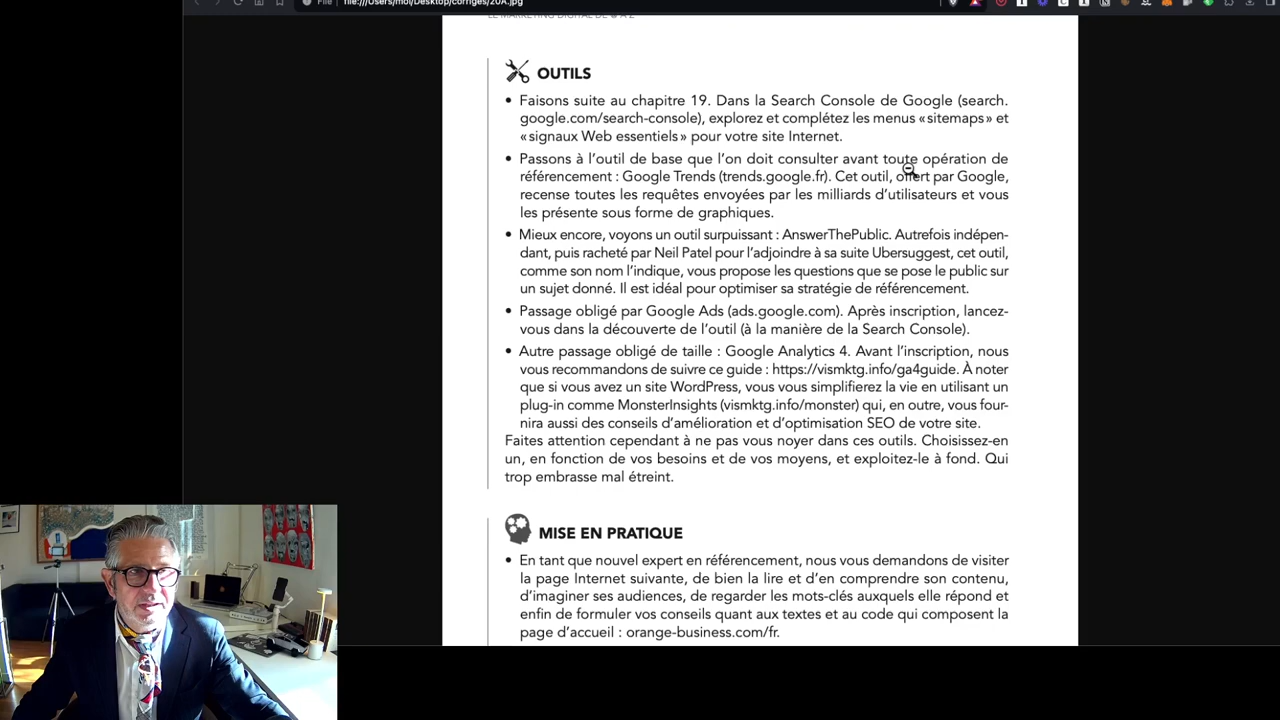 File
file:///Users/moi/Desktop/corriges/20A.jpg
LE MARKETING DIGITAL DE @ À Z
OUTILS
• Faisons suite au chapitre 19. Dans la Search Console de Google (search.
google.com/search-console), explorez et complétez les menus «sitemaps» et
«signaux Web essentiels» pour votre site Internet.
• Passons à l’outil de base que l’on doit consulter avant toute opération de
référencement : Google Trends (trends.google.fr). Cet outil, offert par Google,
recense toutes les requêtes envoyées par les milliards d’utilisateurs et vous
les présente sous forme de graphiques.
• Mieux encore, voyons un outil surpuissant : AnswerThePublic. Autrefois indépen-
dant, puis racheté par Neil Patel pour l’adjoindre à sa suite Ubersuggest, cet outil,
comme son nom l’indique, vous propose les questions que se pose le public sur
un sujet donné. Il est idéal pour optimiser sa stratégie de référencement.
• Passage obligé par Google Ads (ads.google.com). Après inscription, lancez-
vous dans la découverte de l’outil (à la manière de la Search Console).
• Autre passage obligé de taille : Google Analytics 4. Avant l’inscription, nous
vous recommandons de suivre ce guide : https://vismktg.info/ga4guide. À noter
que si vous avez un site WordPress, vous vous simplifierez la vie en utilisant un
plug-in comme MonsterInsights (vismktg.info/monster) qui, en outre, vous four-
nira aussi des conseils d’amélioration et d’optimisation SEO de votre site.
Faites attention cependant à ne pas vous noyer dans ces outils. Choisissez-en
un, en fonction de vos besoins et de vos moyens, et exploitez-le à fond. Qui
trop embrasse mal étreint.
MISE EN PRATIQUE
• En tant que nouvel expert en référencement, nous vous demandons de visiter
la page Internet suivante, de bien la lire et d’en comprendre son contenu,
d’imaginer ses audiences, de regarder les mots-clés auxquels elle répond et
enfin de formuler vos conseils quant aux textes et au code qui composent la
page d’accueil : orange-business.com/fr.